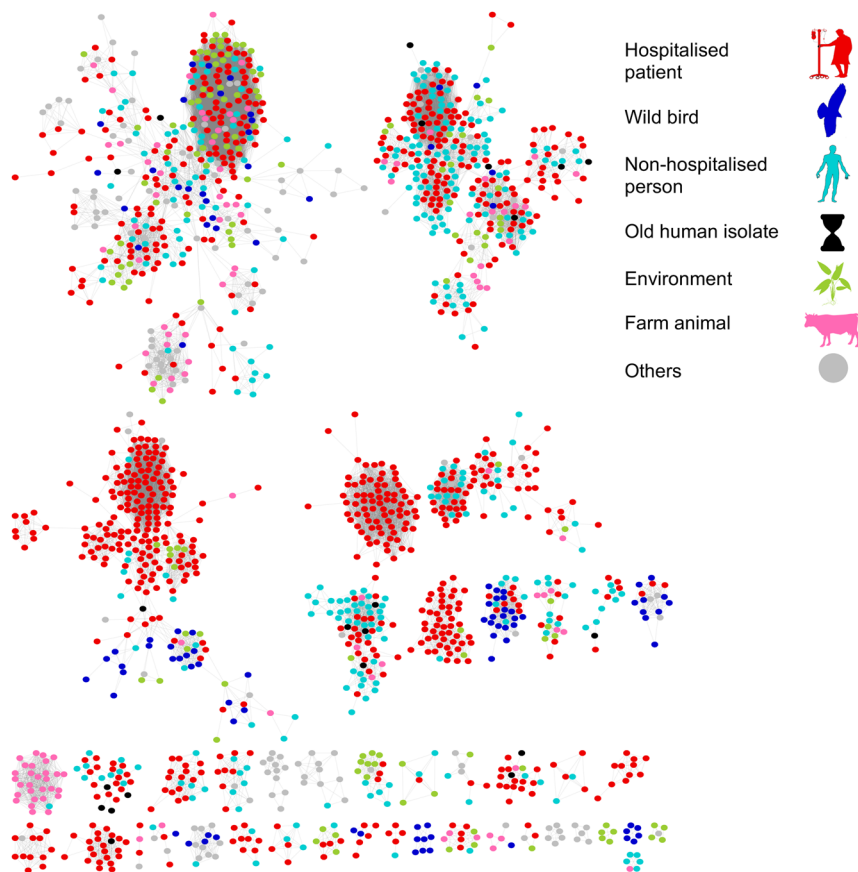 Hospitalised
patient
Wild bird
Non-hospitalised
person
Old human isolate
Environment
Farm animal
Others